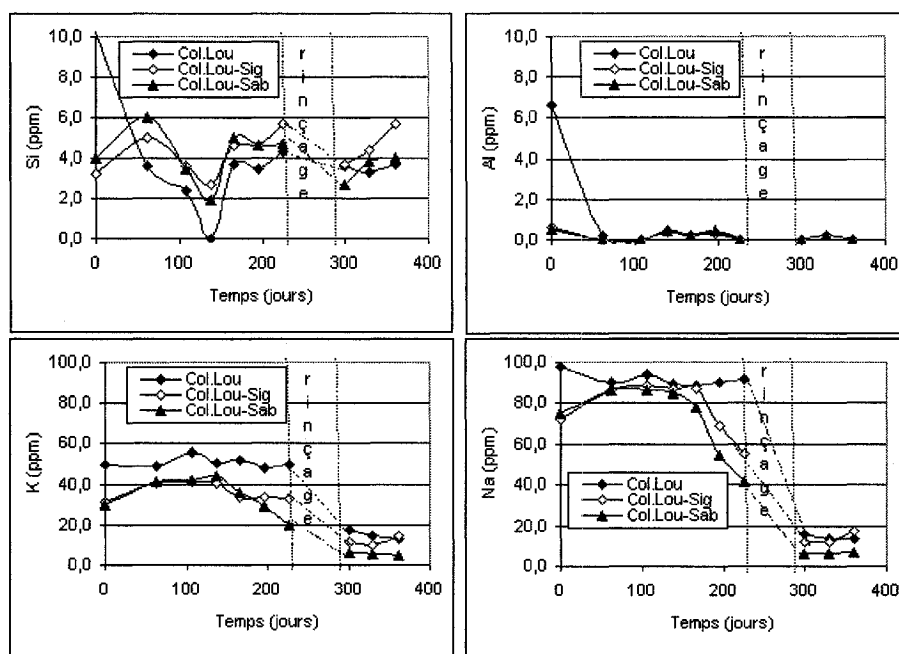 Si (ppm)
10,0
8,0
6,0
4,0
2,0
0,0
Col.Lou
Col.Lou-Sig
Col.Lou-Sab
rinçage
0
100
200
300
400
Temps (jours)
Al (ppm)
10,0
8,0
6,0
4,0
2,0
0,0
Col.Lou
Col.Lou-Sig
Col.Lou-Sab
rinçage
0
100
200
300
400
Temps (jours)
K (ppm)
100,0
80,0
60,0
40,0
20,0
0,0
Col.Lou
Col.Lou-Sig
Col.Lou-Sab
rinçage
0
100
200
300
400
Temps (jours)
Na (ppm)
100,0
80,0
60,0
40,0
20,0
0,0
Col.Lou
Col.Lou-Sig
Col.Lou-Sab
rinçage
0
100
200
300
400
Temps (jours)